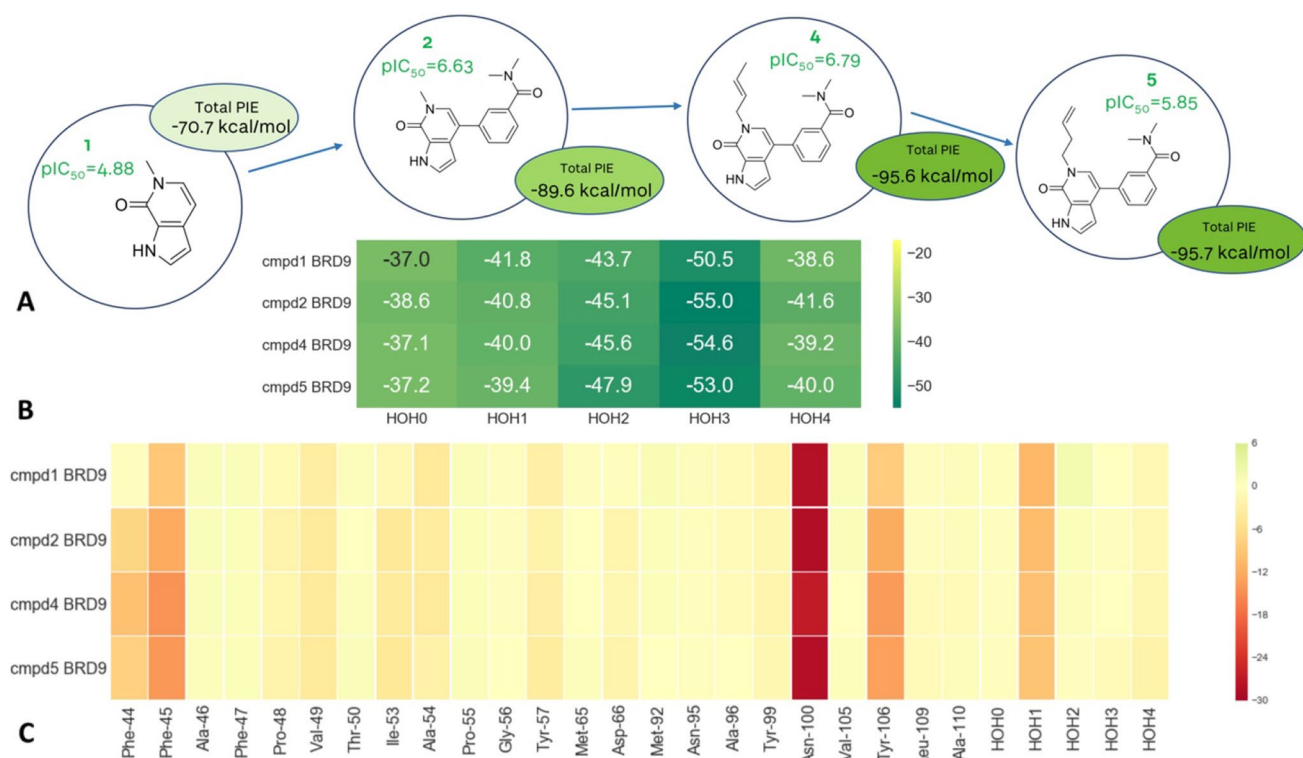 1
pIC50=4.88
Total PIE
-70.7 kcal/mol
N
O
HN
2
pIC50=6.63
N
O
N
O
HN
Total PIE
-89.6 kcal/mol
4
pIC50=6.79
N
O
N
O
HN
Total PIE
-95.6 kcal/mol
5
pIC50=5.85
N
O
N
O
HN
Total PIE
-95.7 kcal/mol
A
cmpd1 BRD9 -37.0 -41.8 -43.7 -50.5 -38.6
cmpd2 BRD9 -38.6 -40.8 -45.1 -55.0 -41.6
cmpd4 BRD9 -37.1 -40.0 -45.6 -54.6 -39.2
cmpd5 BRD9 -37.2 -39.4 -47.9 -53.0 -40.0
HOH0 HOH1 HOH2 HOH3 HOH4
−20
−30
−40
−50
B
cmpd1 BRD9
cmpd2 BRD9
cmpd4 BRD9
cmpd5 BRD9
6
0
−6
−12
−18
−24
−30
C
Phe-44
Phe-45
Ala-46
Phe-47
Pro-48
Val-49
Thr-50
Ile-53
Ala-54
Pro-55
Gly-56
Tyr-57
Met-65
Asp-66
Met-92
Asn-95
Ala-96
Tyr-99
Asn-100
Val-105
Tyr-106
Leu-109
Ala-110
HOH0
HOH1
HOH2
HOH3
HOH4